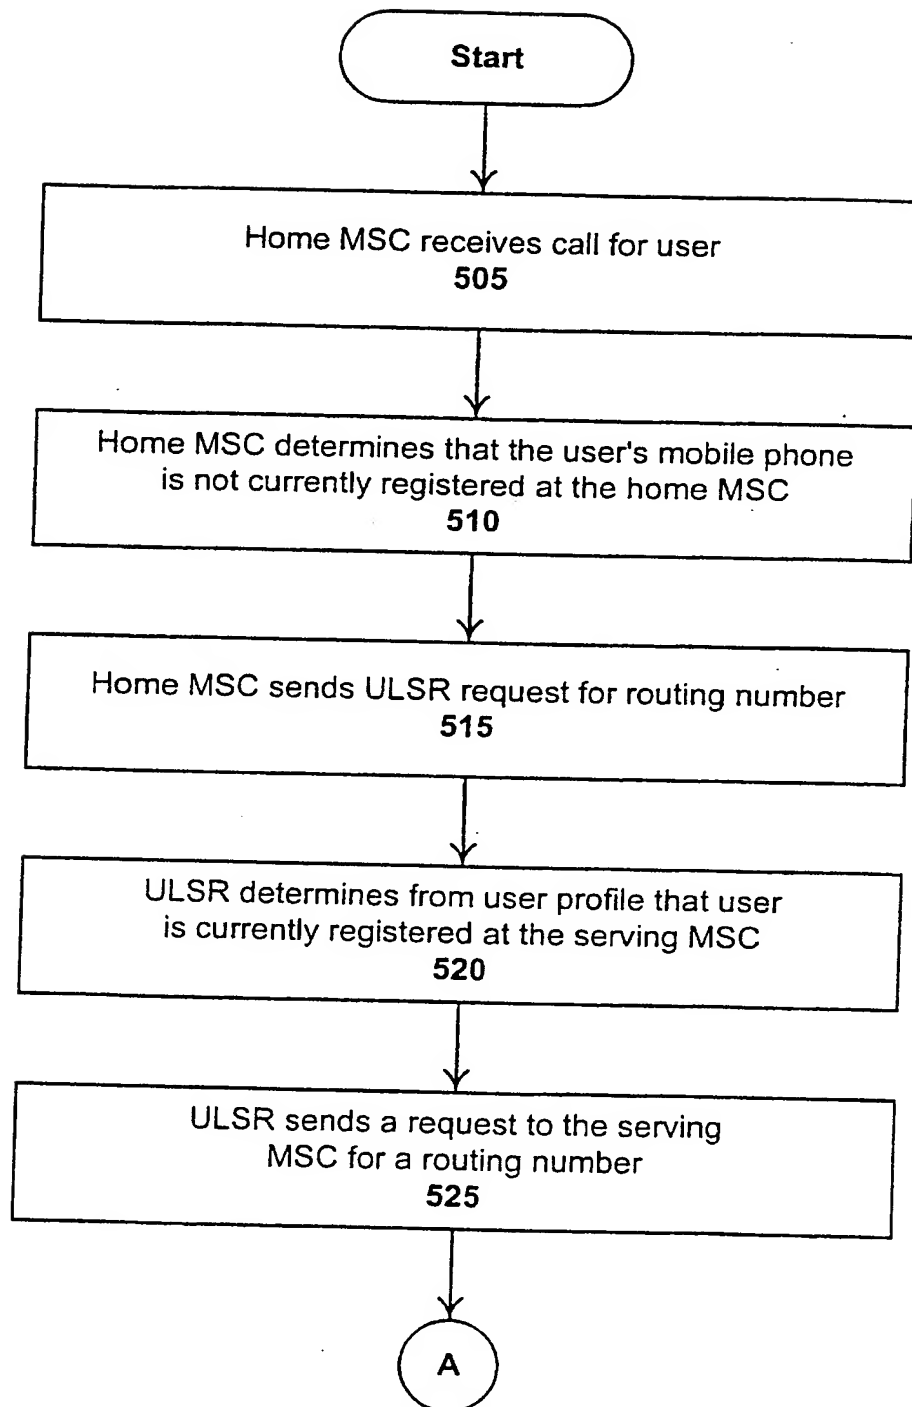 Start
Home MSC receives call for user
505
Home MSC determines that the user's mobile phone
is not currently registered at the home MSC
510
Home MSC sends ULSR request for routing number
515
ULSR determines from user profile that user
is currently registered at the serving MSC
520
ULSR sends a request to the serving
MSC for a routing number
525
A